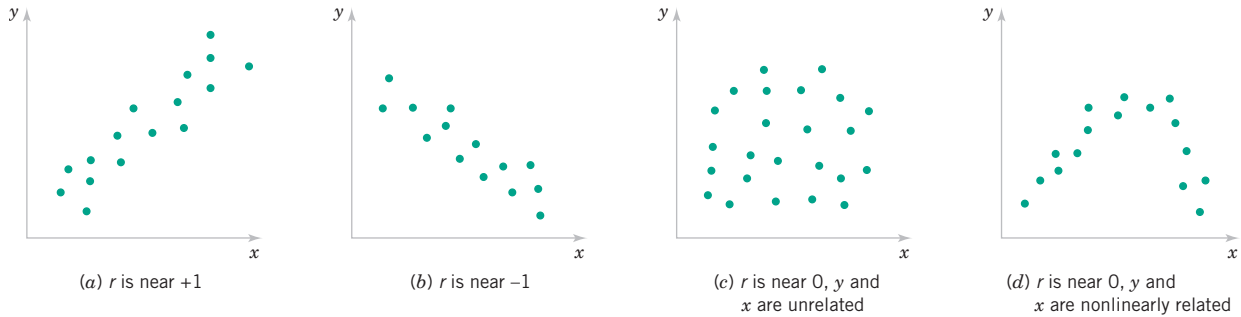 y
x
(a) r is near +1
y
x
(b) r is near –1
y
x
(c) r is near 0, y and
x are unrelated
y
x
(d) r is near 0, y and
x are nonlinearly related